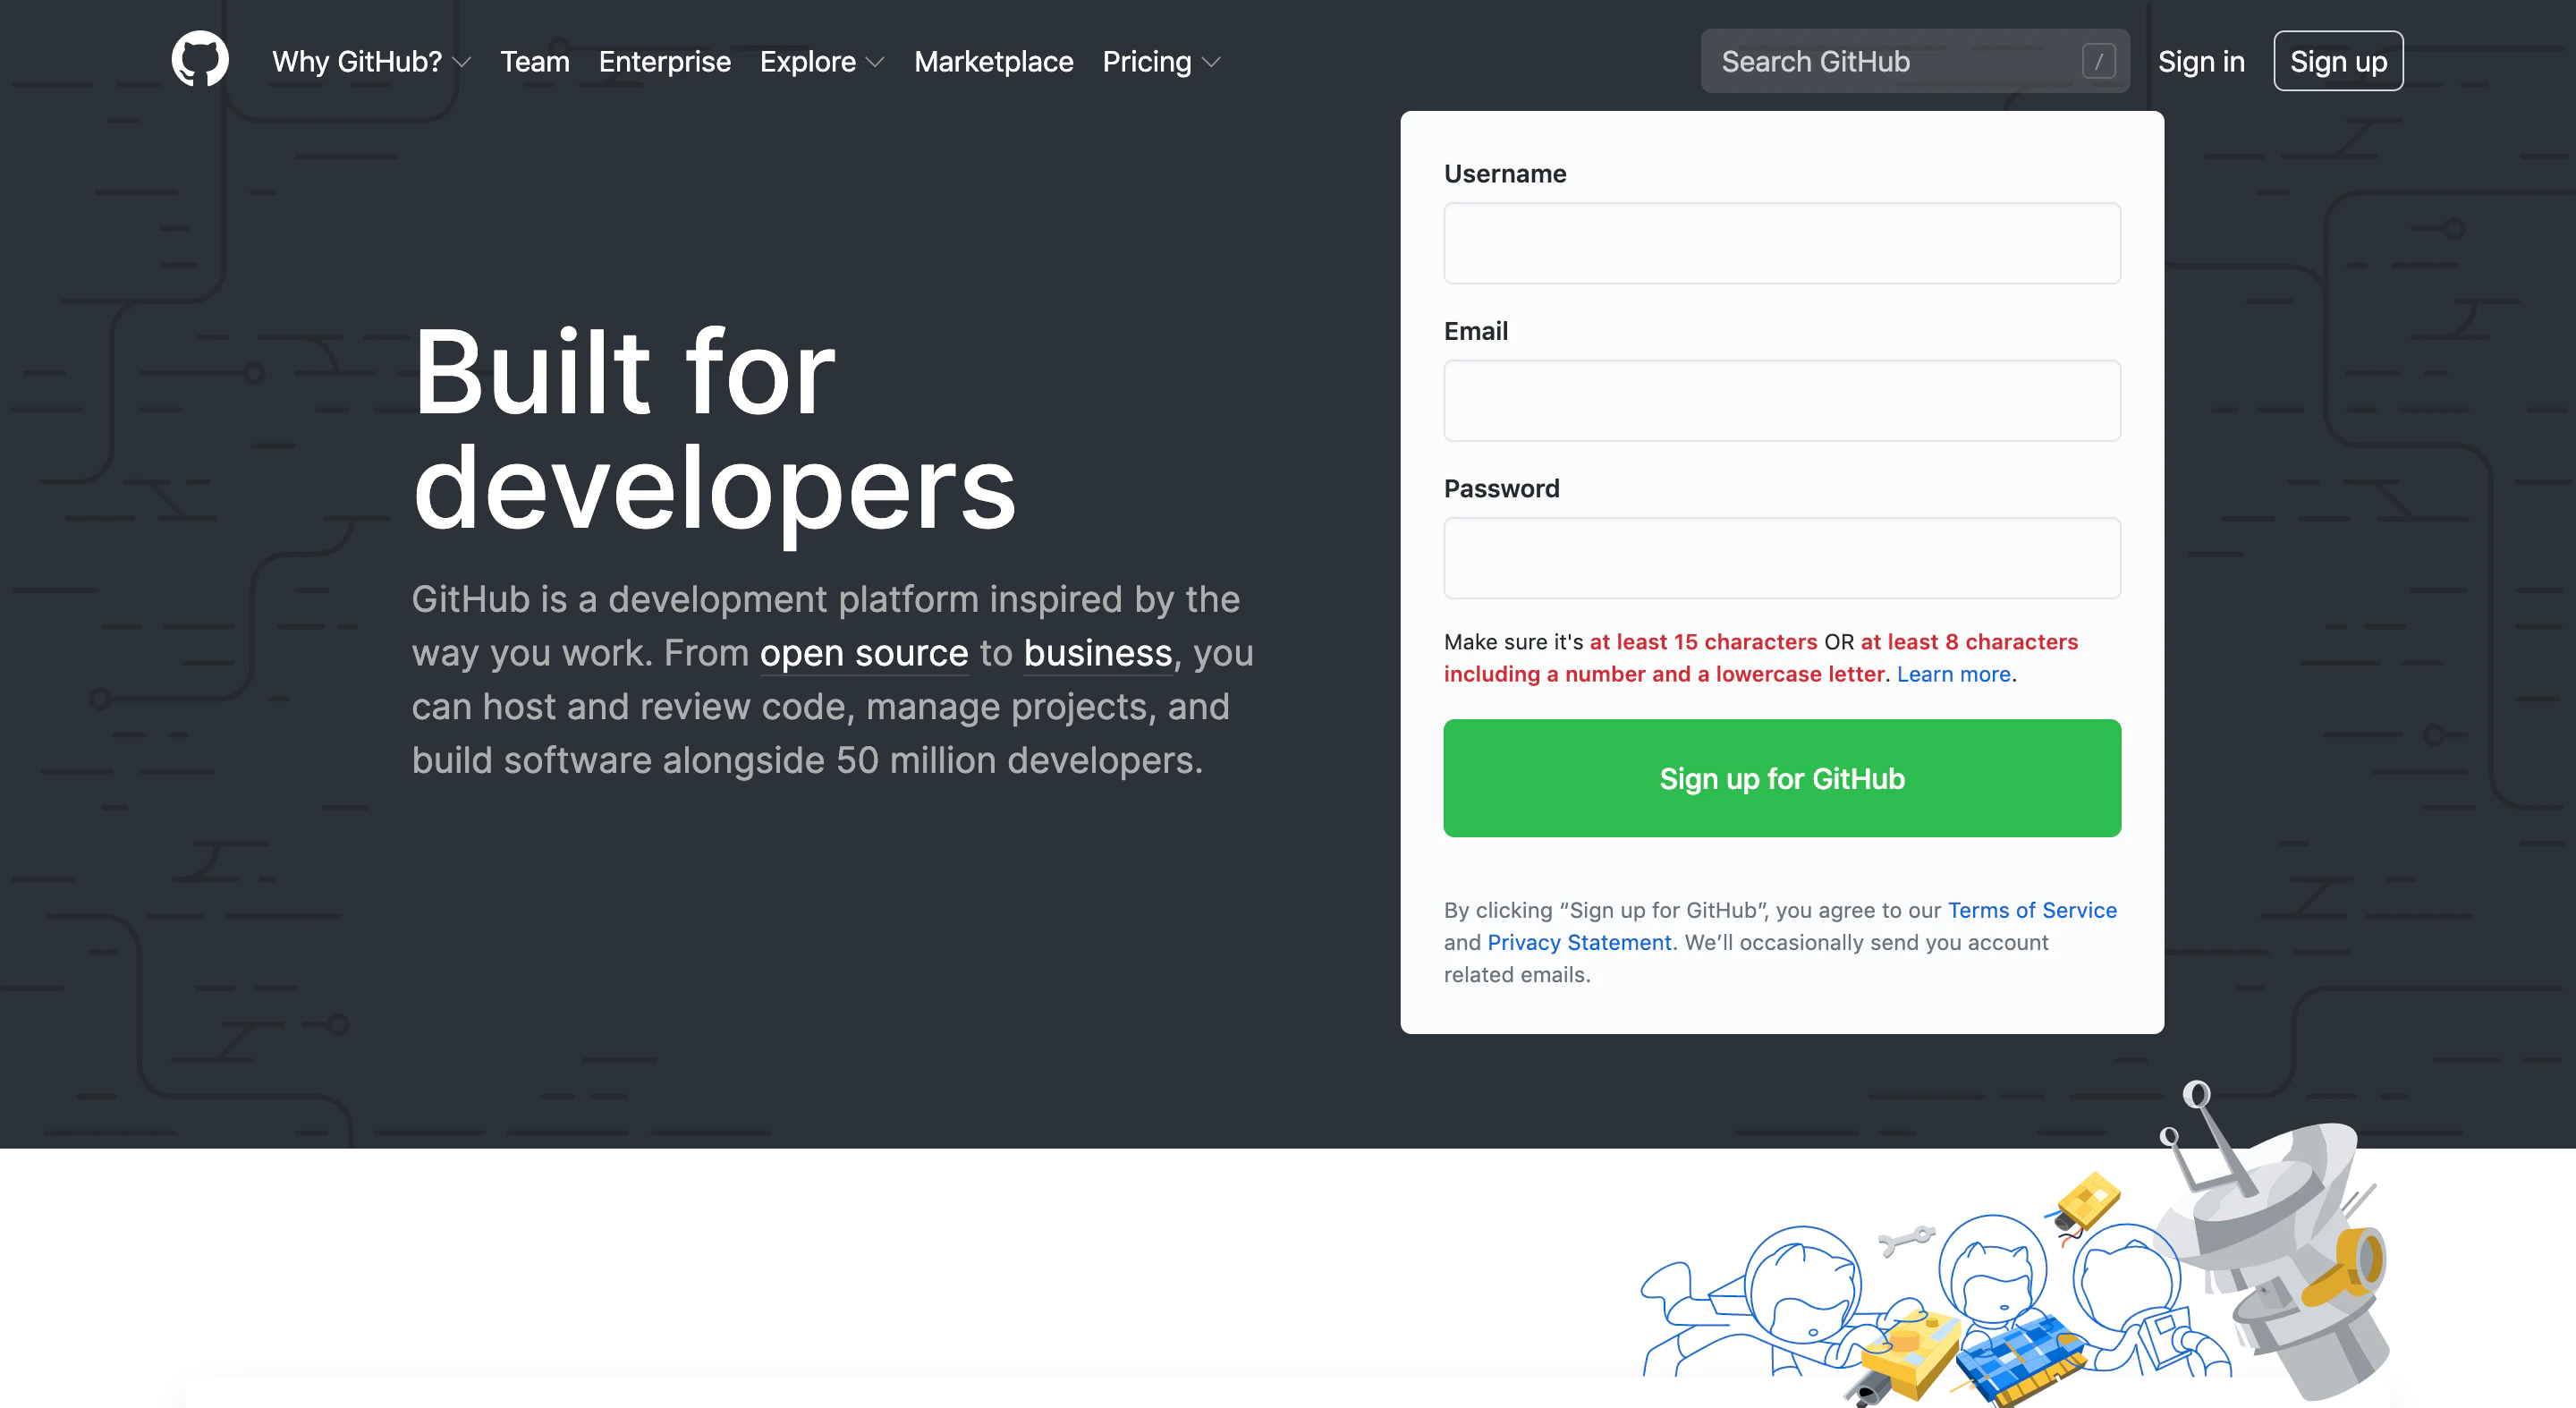 Why GitHub? Team Enterprise Explore Marketplace Pricing Search GitHub / Sign in Sign up
Built for
developers
GitHub is a development platform inspired by the
way you work. From open source to business, you
can host and review code, manage projects, and
build software alongside 50 million developers.
Username
Email
Password
Make sure it's at least 15 characters OR at least 8 characters
including a number and a lowercase letter. Learn more.
Sign up for GitHub
By clicking “Sign up for GitHub”, you agree to our Terms of Service
and Privacy Statement. We’ll occasionally send you account
related emails.